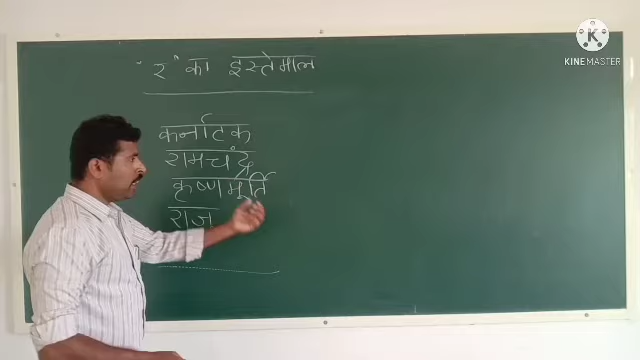 "र" का इस्तेमाल
कर्नाटक
रामचंद्र
कृष्णमूर्ति
राज
KINEMASTER